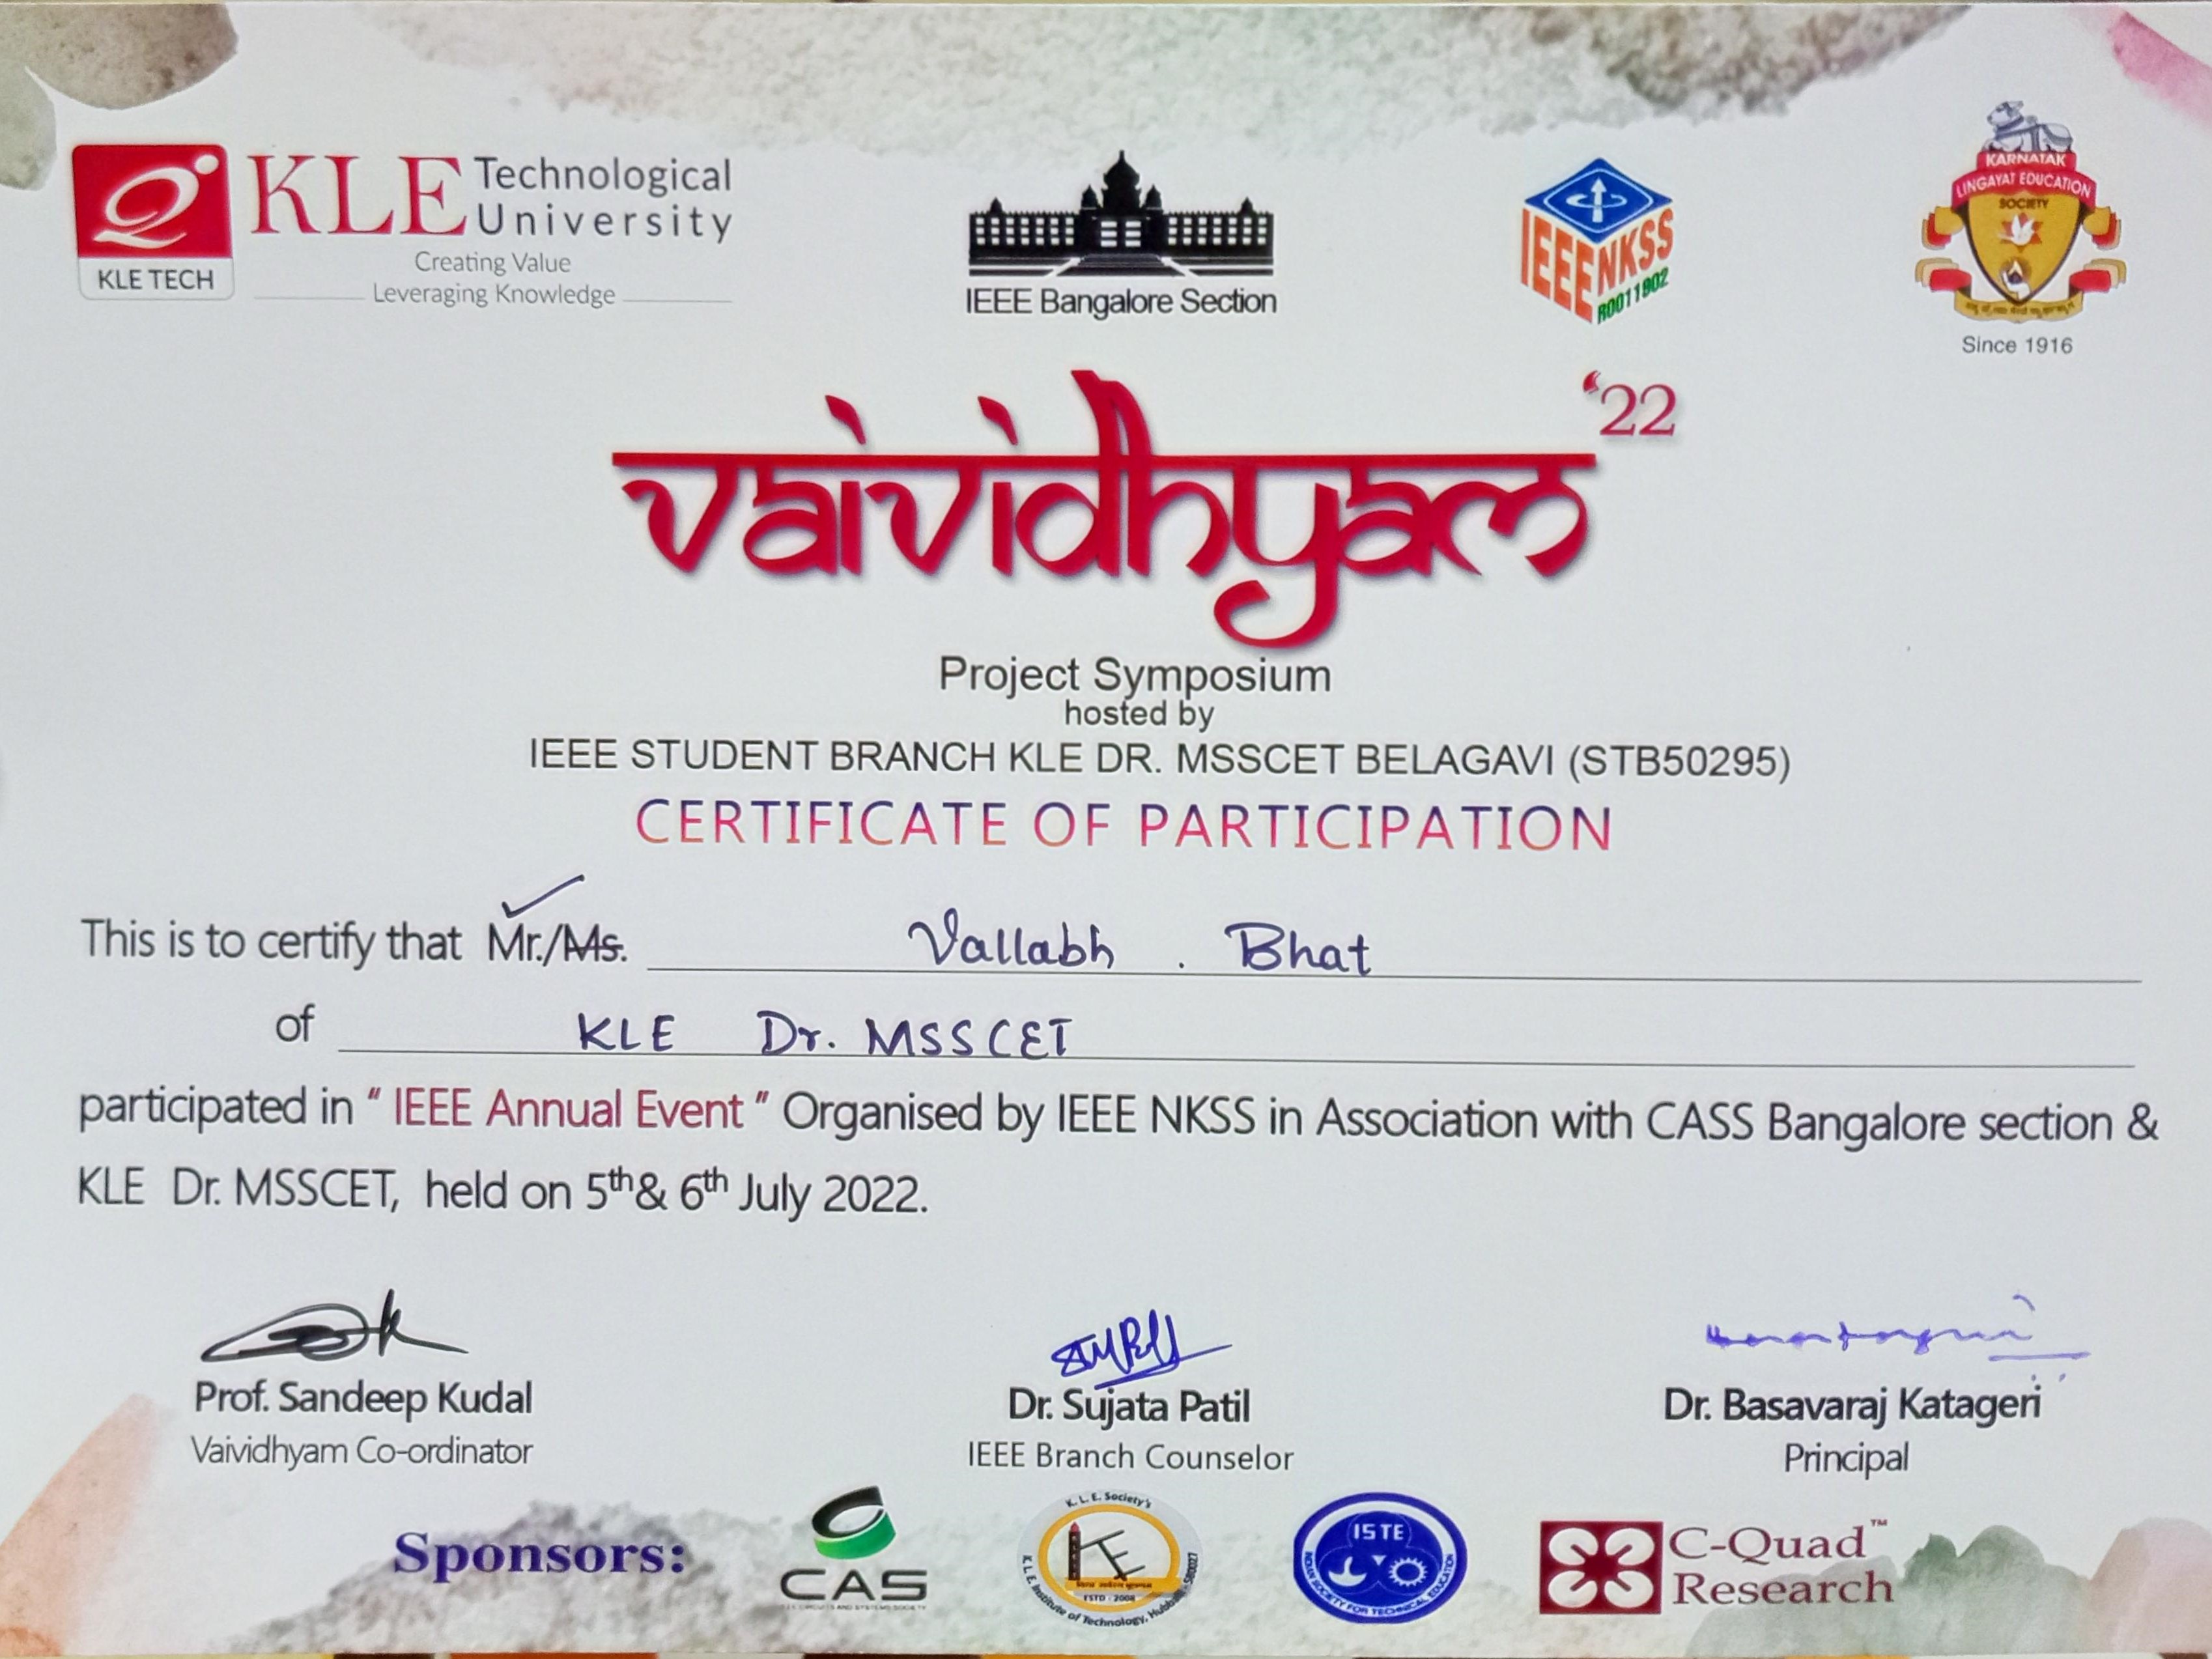 KLE Technological University
KLE TECH
Creating Value
Leveraging Knowledge
IEEE Bangalore Section
IEEE NKSS
R0011902
KARNATAK
LINGAYAT EDUCATION
SOCIETY
Since 1916
vaividhyam '22
Project Symposium
hosted by
IEEE STUDENT BRANCH KLE DR. MSSCET BELAGAVI (STB50295)
CERTIFICATE OF PARTICIPATION
This is to certify that Mr./Ms. Vallabh . Bhat
of KLE Dr. MSSCET
participated in " IEEE Annual Event " Organised by IEEE NKSS in Association with CASS Bangalore section &
KLE Dr. MSSCET, held on 5th & 6th July 2022.
Prof. Sandeep Kudal
Vaividhyam Co-ordinator
Dr. Sujata Patil
IEEE Branch Counselor
Dr. Basavaraj Katageri
Principal
Sponsors:
CAS
K. L. E. Society's
K. L. E. Institute of Technology, Hubballi - 580027
ESTD - 2008
ISTE
INDIAN SOCIETY FOR TECHNICAL EDUCATION
C-Quad™
Research